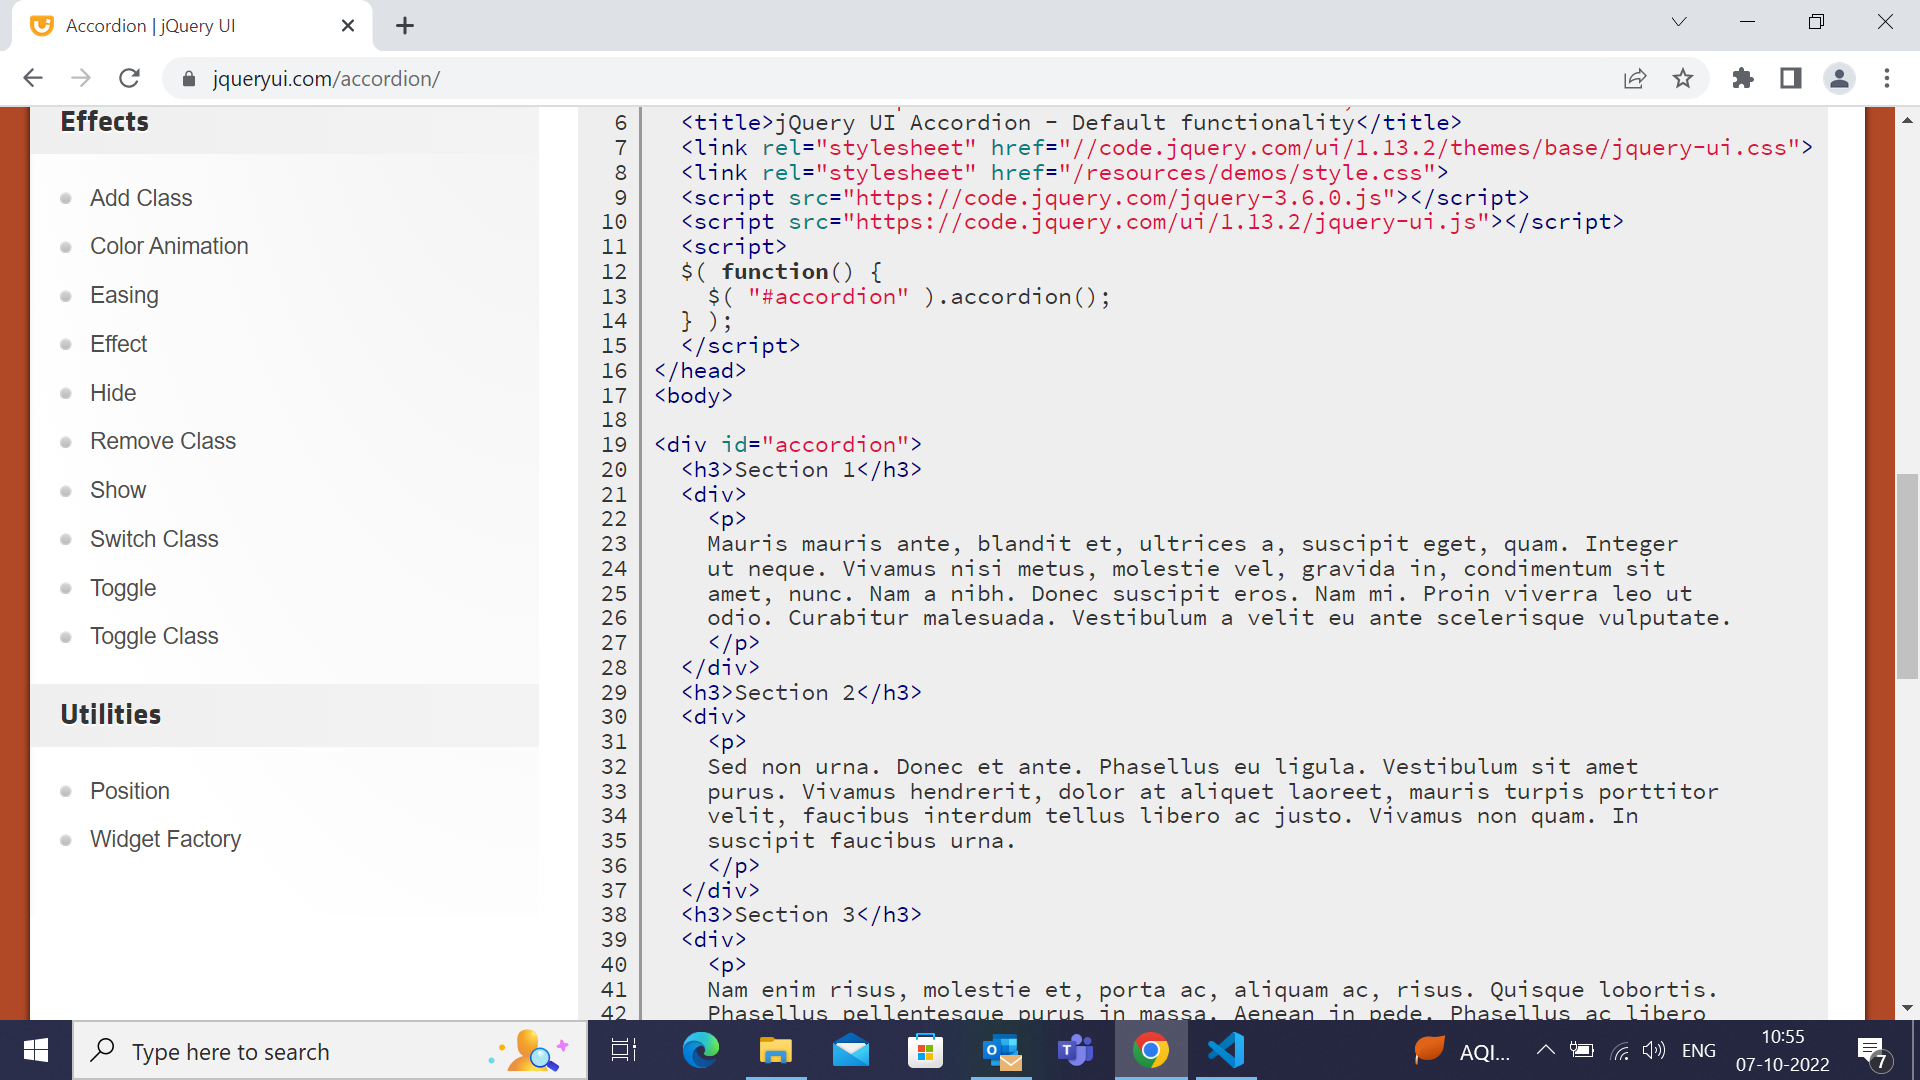 Accordion | jQuery UI
jqueryui.com/accordion/
Effects
Add Class
Color Animation
Easing
Effect
Hide
Remove Class
Show
Switch Class
Toggle
Toggle Class
Utilities
Position
Widget Factory
6 <title>jQuery UI Accordion - Default functionality</title>
7 <link rel="stylesheet" href="//code.jquery.com/ui/1.13.2/themes/base/jquery-ui.css">
8 <link rel="stylesheet" href="/resources/demos/style.css">
9 <script src="https://code.jquery.com/jquery-3.6.0.js"></script>
10 <script src="https://code.jquery.com/ui/1.13.2/jquery-ui.js"></script>
11 <script>
12 $( function() {
13 $( "#accordion" ).accordion();
14 } );
15 </script>
16 </head>
17 <body>
18
19 <div id="accordion">
20 <h3>Section 1</h3>
21 <div>
22 <p>
23 Mauris mauris ante, blandit et, ultrices a, suscipit eget, quam. Integer
24 ut neque. Vivamus nisi metus, molestie vel, gravida in, condimentum sit
25 amet, nunc. Nam a nibh. Donec suscipit eros. Nam mi. Proin viverra leo ut
26 odio. Curabitur malesuada. Vestibulum a velit eu ante scelerisque vulputate.
27 </p>
28 </div>
29 <h3>Section 2</h3>
30 <div>
31 <p>
32 Sed non urna. Donec et ante. Phasellus eu ligula. Vestibulum sit amet
33 purus. Vivamus hendrerit, dolor at aliquet laoreet, mauris turpis porttitor
34 velit, faucibus interdum tellus libero ac justo. Vivamus non quam. In
35 suscipit faucibus urna.
36 </p>
37 </div>
38 <h3>Section 3</h3>
39 <div>
40 <p>
41 Nam enim risus, molestie et, porta ac, aliquam ac, risus. Quisque lobortis.
42 Phasellus pellentesque purus in massa. Aenean in pede. Phasellus ac libero
Type here to search
AQI...
ENG
10:55
07-10-2022
7